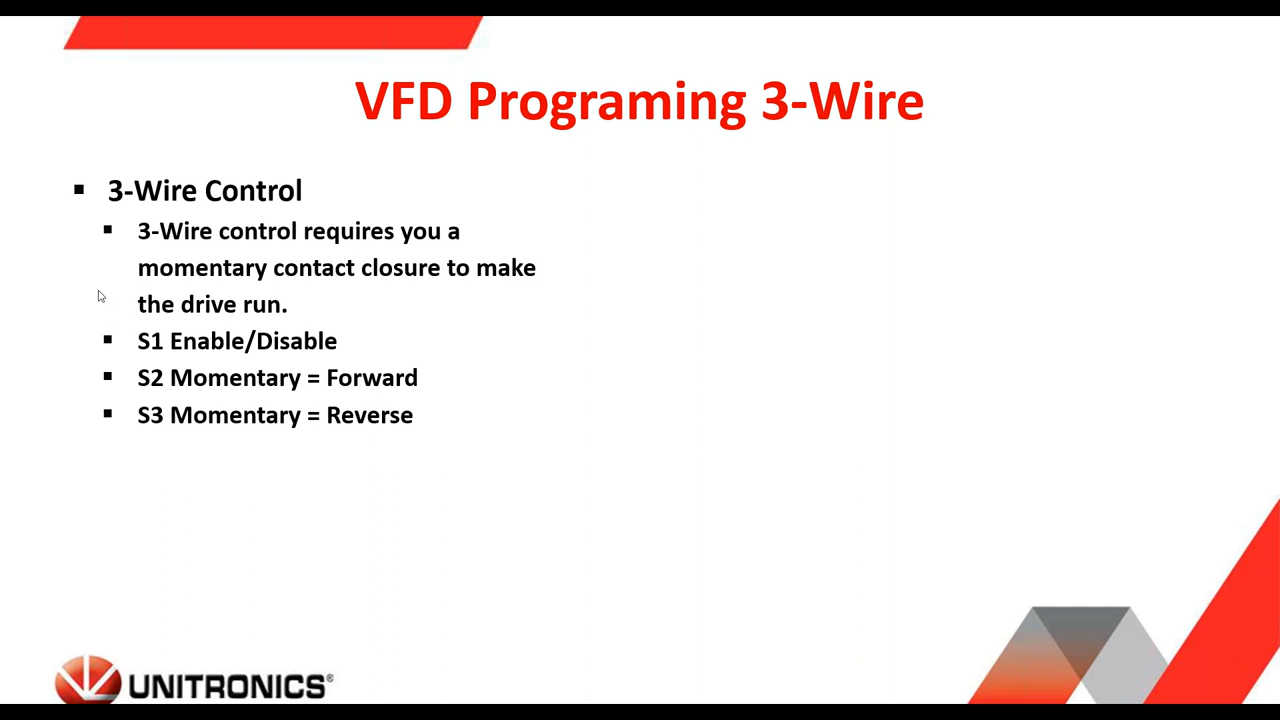 VFD Programing 3-Wire
▪ 3-Wire Control
▪ 3-Wire control requires you a
momentary contact closure to make
the drive run.
▪ S1 Enable/Disable
▪ S2 Momentary = Forward
▪ S3 Momentary = Reverse
UNITRONICS®